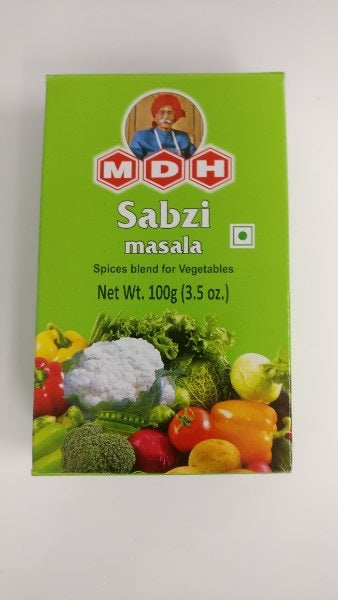 MDH
Sabzi
masala
Spices blend for Vegetables
Net Wt. 100g (3.5 oz.)